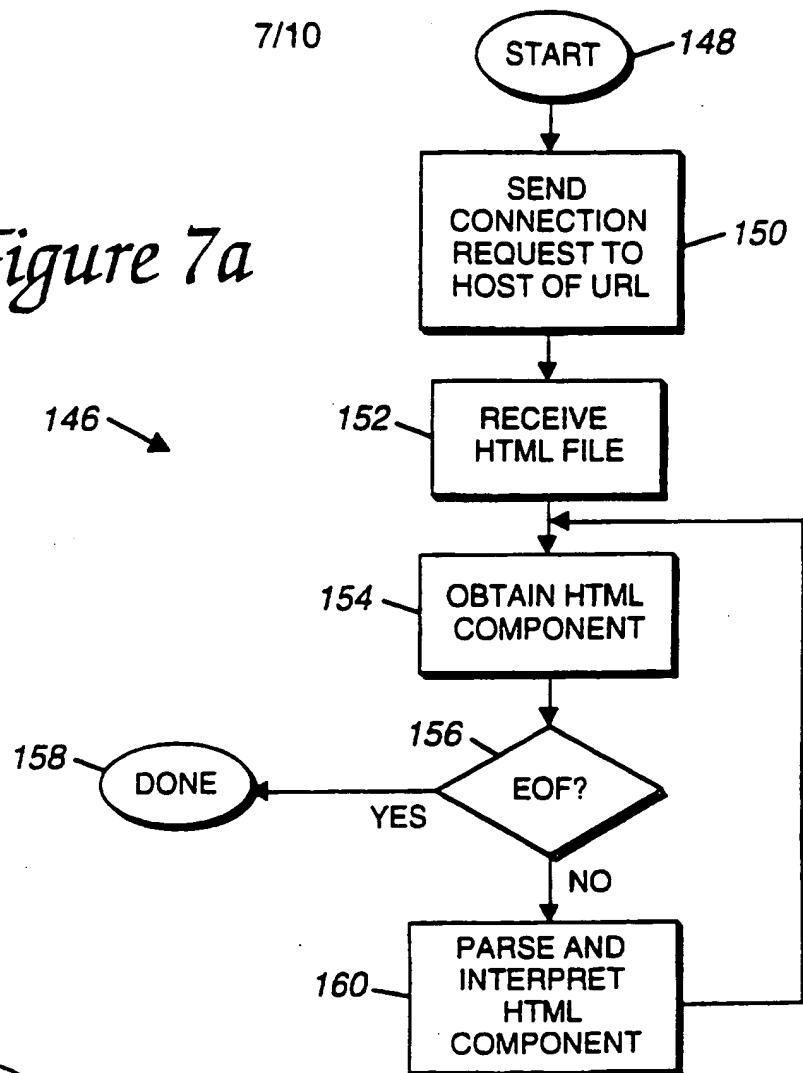 7/10
START
148
SEND
CONNECTION
REQUEST TO
HOST OF URL
150
Figure 7a
146
152
RECEIVE
HTML FILE
154
OBTAIN HTML
COMPONENT
156
158
DONE
EOF?
YES
NO
160
PARSE AND
INTERPRET
HTML
COMPONENT